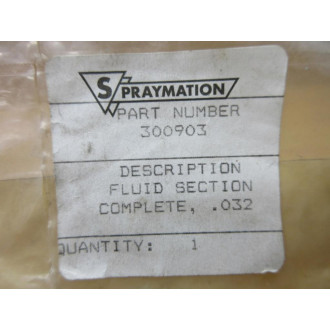 SPRAYMATION
PART NUMBER
300903
DESCRIPTION
FLUID SECTION
COMPLETE, .032
QUANTITY: 1